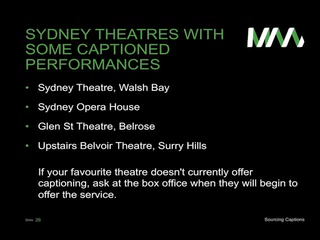 SYDNEY THEATRES WITH
SOME CAPTIONED
PERFORMANCES
• Sydney Theatre, Walsh Bay
• Sydney Opera House
• Glen St Theatre, Belrose
• Upstairs Belvoir Theatre, Surry Hills
If your favourite theatre doesn't currently offer
captioning, ask at the box office when they will begin to
offer the service.
Sourcing Captions